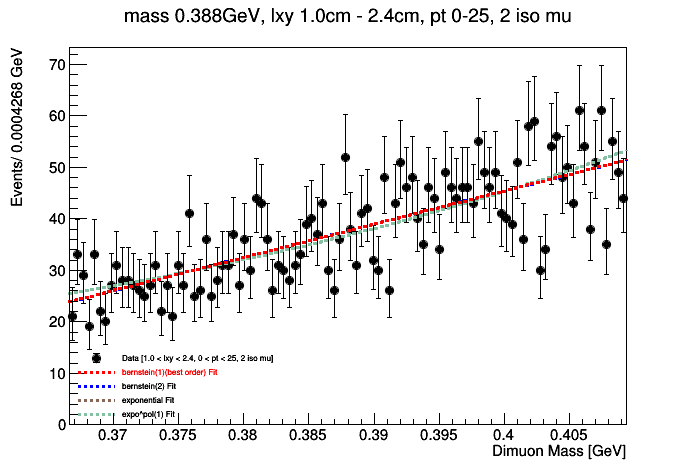 mass 0.388GeV, lxy 1.0cm - 2.4cm, pt 0-25, 2 iso mu
Events/ 0.0004268 GeV
70
60
50
40
30
20
10
0
Data [1.0 < lxy < 2.4, 0 < pt < 25, 2 iso mu]
bernstein(1)(best order) Fit
bernstein(2) Fit
exponential Fit
expo*pol(1) Fit
0.37 0.375 0.38 0.385 0.39 0.395 0.4 0.405
Dimuon Mass [GeV]